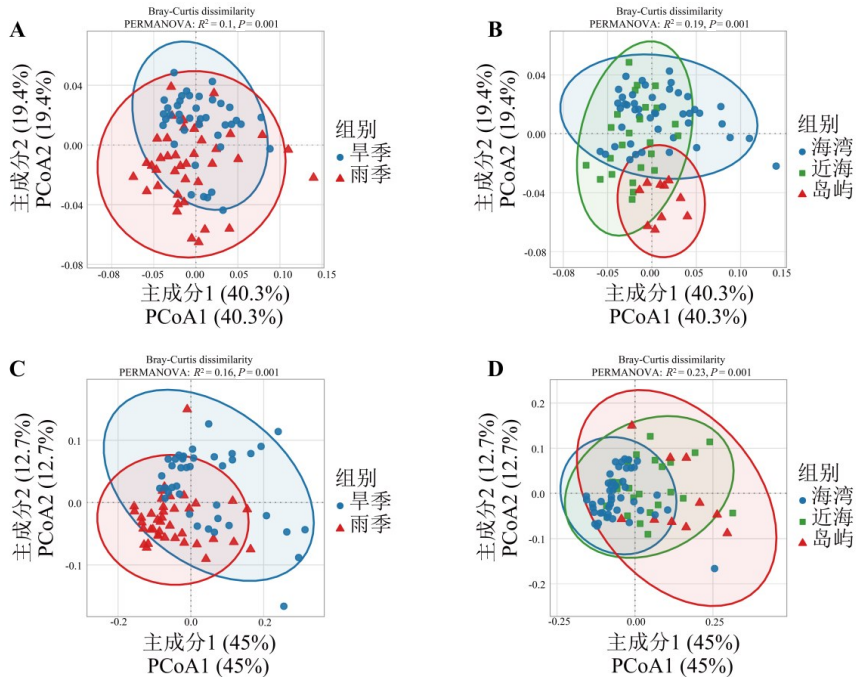 A
Bray-Curtis dissimilarity
PERMANOVA: R² = 0.1, P = 0.001
主成分2 (19.4%)
PCoA2 (19.4%)
0.04
0.00
-0.04
-0.08
-0.08
-0.05
0.00
0.05
0.10
0.15
主成分1 (40.3%)
PCoA1 (40.3%)
组别
旱季
雨季
B
Bray-Curtis dissimilarity
PERMANOVA: R² = 0.19, P = 0.001
主成分2 (19.4%)
PCoA2 (19.4%)
0.04
0.00
-0.04
-0.08
-0.08
-0.05
0.00
0.05
0.10
0.15
主成分1 (40.3%)
PCoA1 (40.3%)
组别
海湾
近海
岛屿
C
Bray-Curtis dissimilarity
PERMANOVA: R² = 0.16, P = 0.001
主成分2 (12.7%)
PCoA2 (12.7%)
0.1
0.0
-0.1
-0.2
0.0
0.2
主成分1 (45%)
PCoA1 (45%)
组别
旱季
雨季
D
Bray-Curtis dissimilarity
PERMANOVA: R² = 0.23, P = 0.001
主成分2 (12.7%)
PCoA2 (12.7%)
0.2
0.1
0.0
-0.1
-0.2
-0.25
0.00
0.25
主成分1 (45%)
PCoA1 (45%)
组别
海湾
近海
岛屿